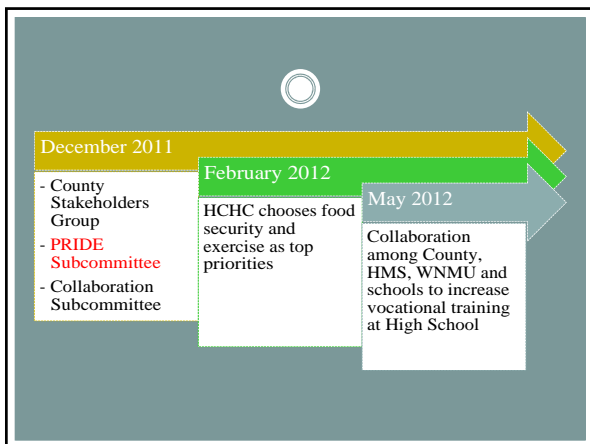 December 2011
- County
Stakeholders
Group
- PRIDE
Subcommittee
- Collaboration
Subcommittee
February 2012
HCHC chooses food
security and
exercise as top
priorities
May 2012
Collaboration
among County,
HMS, WNMU and
schools to increase
vocational training
at High School